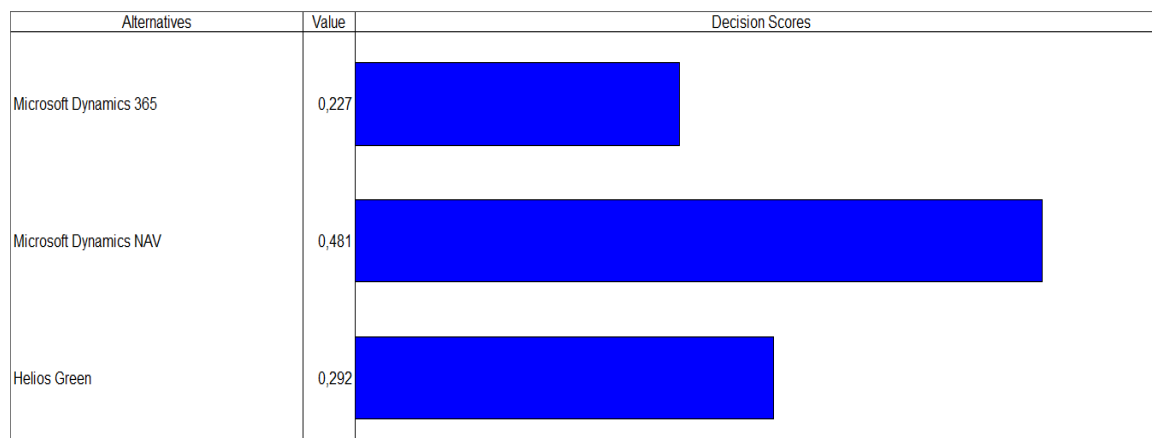 Alternatives Value Decision Scores
Microsoft Dynamics 365 0,227
Microsoft Dynamics NAV 0,481
Helios Green 0,292